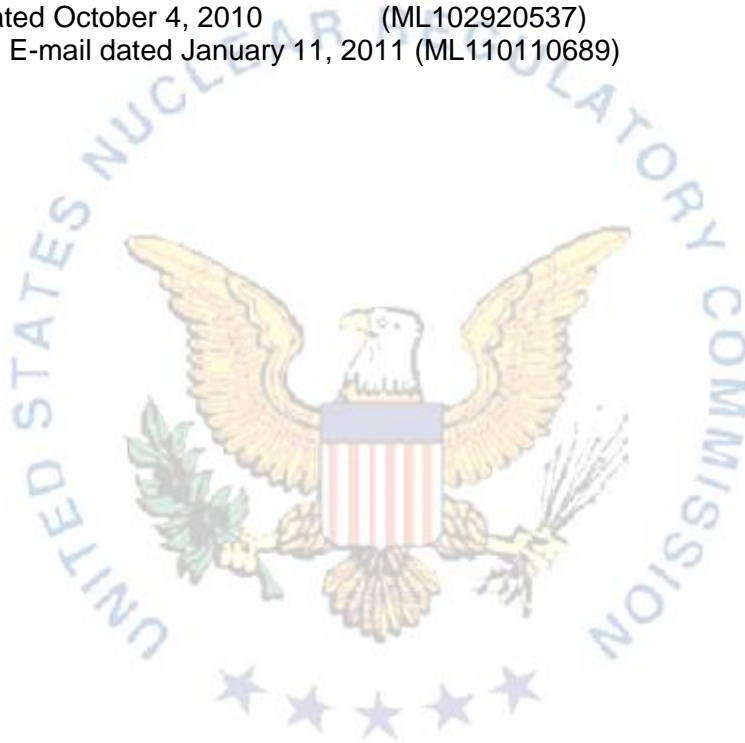 ated October 4, 2010 (ML102920537)
E-mail dated January 11, 2011 (ML110110689)
UNITED STATES NUCLEAR REGULATORY COMMISSION